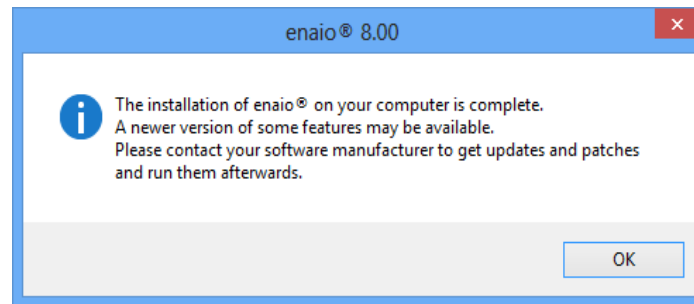 enaio® 8.00
The installation of enaio® on your computer is complete.
A newer version of some features may be available.
Please contact your software manufacturer to get updates and patches
and run them afterwards.
OK